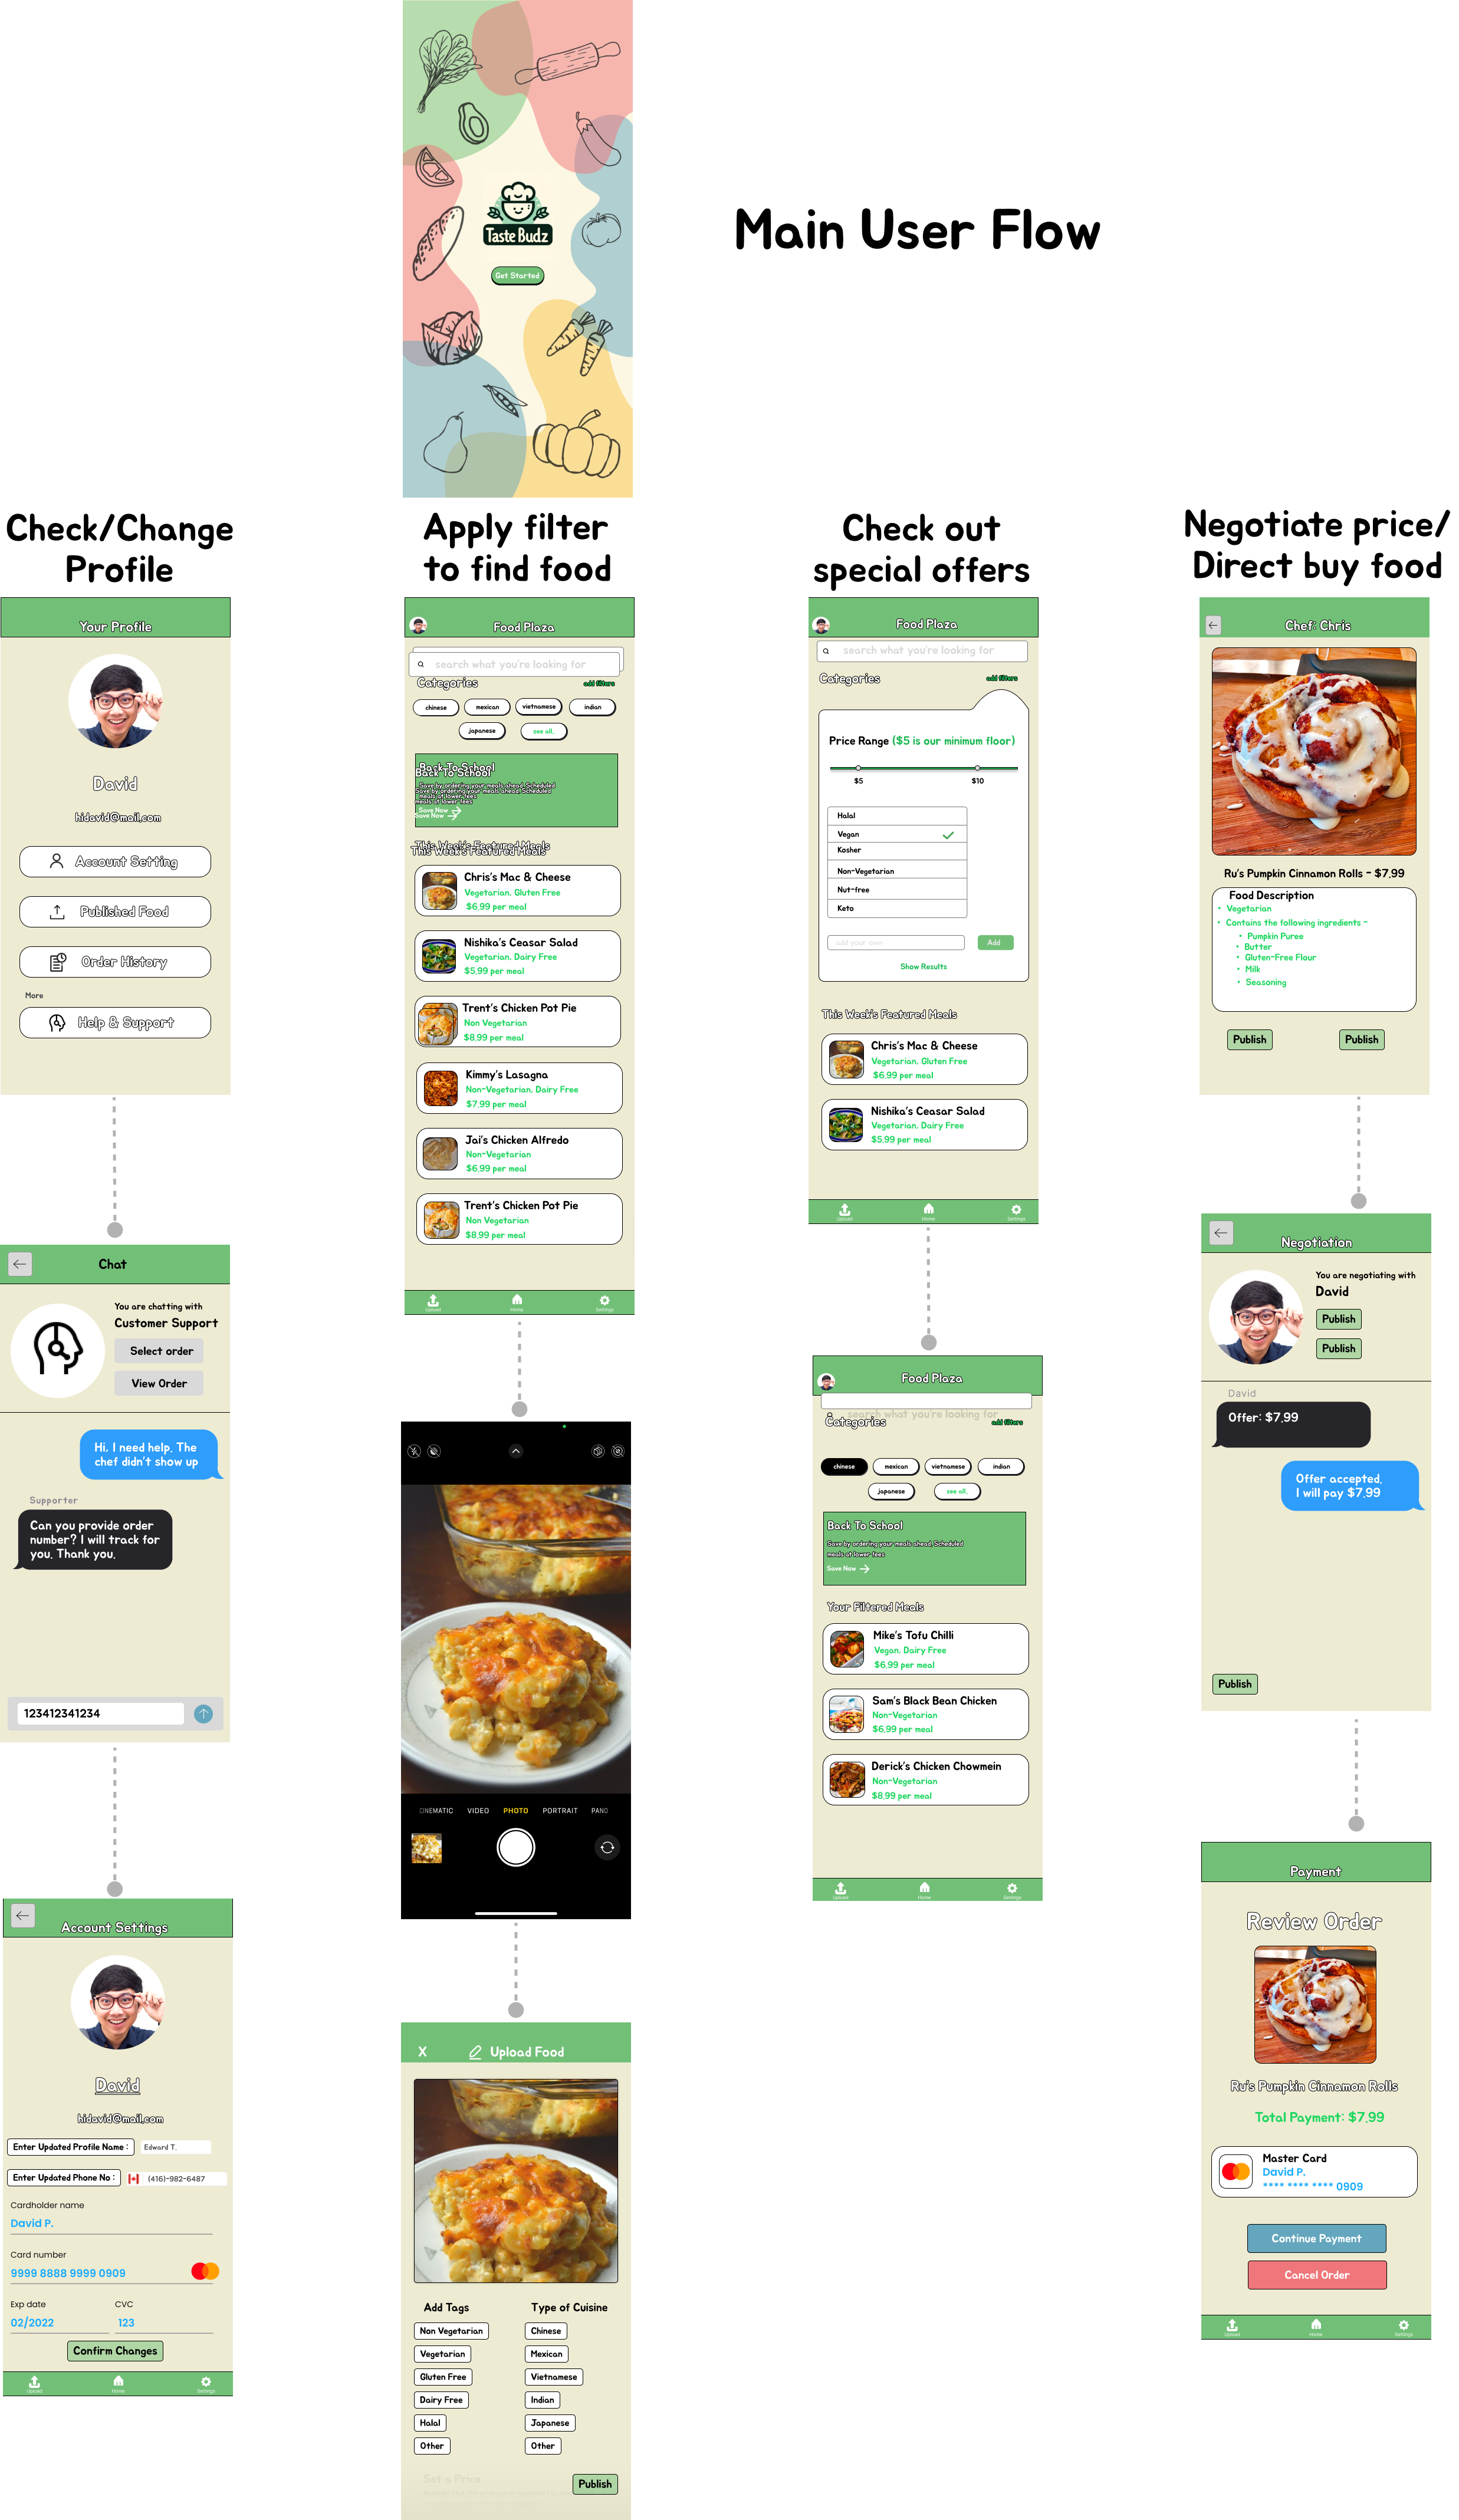 Taste Budz
Get Started
Main User Flow
Check/Change
Profile
Your Profile
David
hidavid@mail.com
Account Setting
Published Food
Order History
More
Help & Support
Chat
You are chatting with
Customer Support
Select order
View Order
Hi, I need help. The
chef didn't show up
Supporter
Can you provide order
number? I will track for
you. Thank you.
123412341234
Account Settings
David
hidavid@mail.com
Enter Updated Profile Name :
Edward T.
Enter Updated Phone No :
(416)-982-6487
Cardholder name
David P.
Card number
9999 8888 9999 0909
Exp date
CVC
02/2022
123
Confirm Changes
Upload
Home
Settings
Apply filter
to find food
Food Plaza
search what you're looking for
Categories
add filters
chinese
mexican
vietnamese
indian
japanese
see all.
Back To School
Back To School
Save by ordering your meals ahead. Scheduled
Save by ordering your meals ahead. Scheduled
meals at lower fees
meals at lower fees
Save Now
Save Now
This Week's Featured Meals
This Week's Featured Meals
Chris's Mac & Cheese
Vegetarian, Gluten Free
$6.99 per meal
Nishika's Ceasar Salad
Vegetarian, Dairy Free
$5.99 per meal
Trent's Chicken Pot Pie
Non Vegetarian
$8.99 per meal
Kimmy's Lasagna
Non-Vegetarian, Dairy Free
$7.99 per meal
Jai's Chicken Alfredo
Non-Vegetarian
$6.99 per meal
Trent's Chicken Pot Pie
Non Vegetarian
$8.99 per meal
Upload
Home
Settings
CINEMATIC
VIDEO
PHOTO
PORTRAIT
PANO
X
Upload Food
Add Tags
Type of Cuisine
Non Vegetarian
Chinese
Vegetarian
Mexican
Gluten Free
Vietnamese
Dairy Free
Indian
Halal
Japanese
Other
Other
Set a Price
Publish
Check out
special offers
Food Plaza
search what you're looking for
Categories
add filters
Price Range ($5 is our minimum floor)
$5
$10
Halal
Vegan
Kosher
Non-Vegetarian
Nut-free
Keto
add your own
Add
Show Results
This Week's Featured Meals
Chris's Mac & Cheese
Vegetarian, Gluten Free
$6.99 per meal
Nishika's Ceasar Salad
Vegetarian, Dairy Free
$5.99 per meal
Upload
Home
Settings
Food Plaza
search what you're looking for
Categories
add filters
chinese
mexican
vietnamese
indian
japanese
see all.
Back To School
Save by ordering your meals ahead. Scheduled
meals at lower fees
Save Now
Your Filtered Meals
Mike's Tofu Chilli
Vegan, Dairy Free
$6.99 per meal
Sam's Black Bean Chicken
Non-Vegetarian
$6.99 per meal
Derick's Chicken Chowmein
Non-Vegetarian
$8.99 per meal
Upload
Home
Settings
Negotiate price/
Direct buy food
Chef: Chris
Ru's Pumpkin Cinnamon Rolls - $7.99
Food Description
• Vegetarian
• Contains the following ingredients -
• Pumpkin Puree
• Butter
• Gluten-Free Flour
• Milk
• Seasoning
Publish
Publish
Negotiation
You are negotiating with
David
Publish
Publish
David
Offer: $7.99
Offer accepted.
I will pay $7.99
Publish
Payment
Review Order
Ru's Pumpkin Cinnamon Rolls
Total Payment: $7.99
Master Card
David P.
**** **** **** 0909
Continue Payment
Cancel Order
Upload
Home
Settings